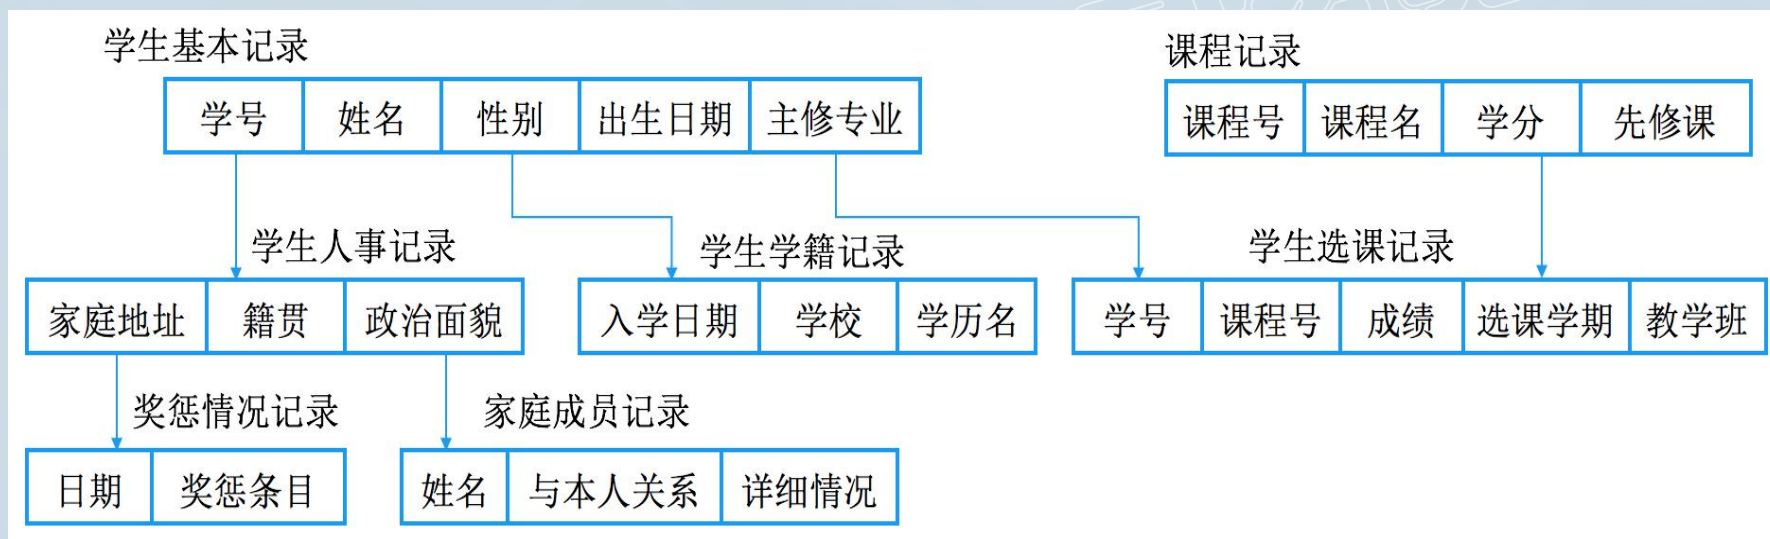 学生基本记录
课程记录
学号 姓名 性别 出生日期 主修专业
课程号 课程名 学分 先修课
学生人事记录
学生学籍记录
学生选课记录
家庭地址 籍贯 政治面貌
入学日期 学校 学历名
学号 课程号 成绩 选课学期 教学班
奖惩情况记录
家庭成员记录
日期 奖惩条目
姓名 与本人关系 详细情况